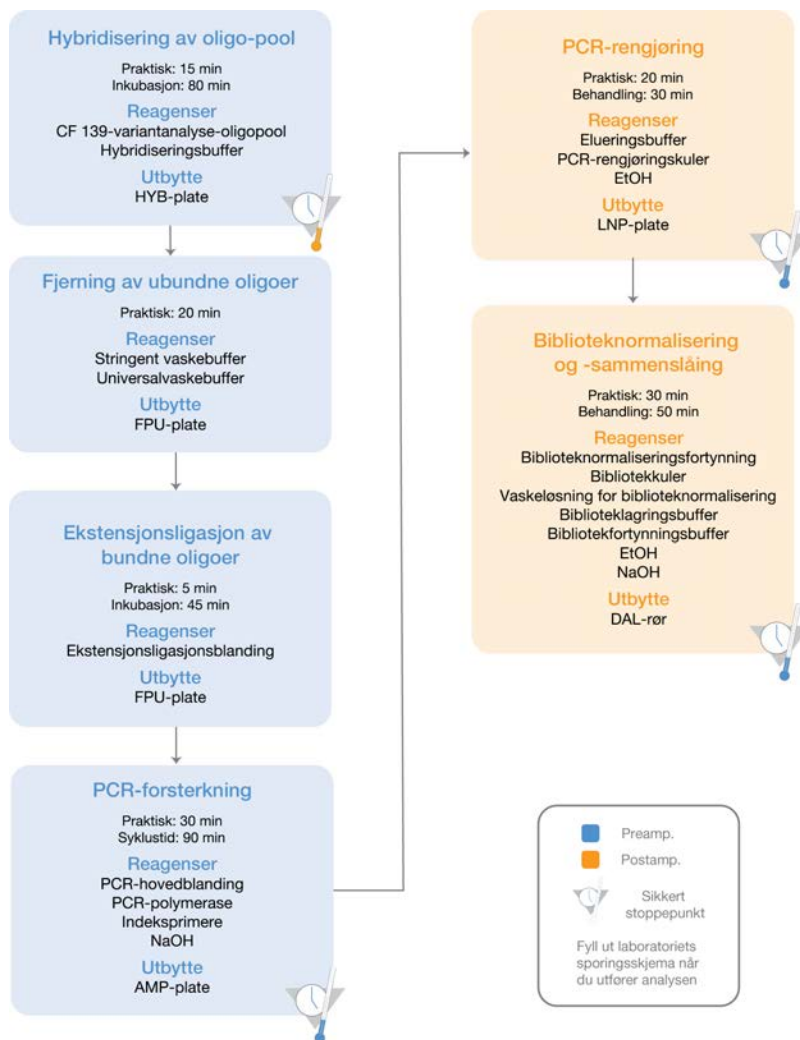 Hybridisering av oligo-pool
Praktisk: 15 min
Inkubasjon: 80 min
Reagenser
CF 139-variantanalyse-oligopool
Hybridiseringsbuffer
Utbytte
HYB-plate
Fjerning av ubundne oligoer
Praktisk: 20 min
Reagenser
Stringent vaskebuffer
Universalvaskebuffer
Utbytte
FPU-plate
Ekstensjonsligasjon av
bundne oligoer
Praktisk: 5 min
Inkubasjon: 45 min
Reagenser
Ekstensjonsligasjonsblanding
Utbytte
FPU-plate
PCR-forsterkning
Praktisk: 30 min
Syklustid: 90 min
Reagenser
PCR-hovedblanding
PCR-polymerase
Indeksprimere
NaOH
Utbytte
AMP-plate
PCR-rengjøring
Praktisk: 20 min
Behandling: 30 min
Reagenser
Elueringsbuffer
PCR-rengjøringskuler
EtOH
Utbytte
LNP-plate
Biblioteknormalisering
og -sammenslåing
Praktisk: 30 min
Behandling: 50 min
Reagenser
Biblioteknormaliseringsfortynning
Bibliotekkuler
Vaskeløsning for biblioteknormalisering
Biblioteklagringsbuffer
Bibliotekfortynningsbuffer
EtOH
NaOH
Utbytte
DAL-rør
Preamp.
Postamp.
Sikkert
stoppepunkt
Fyll ut laboratoriets
sporingsskjema når
du utfører analysen